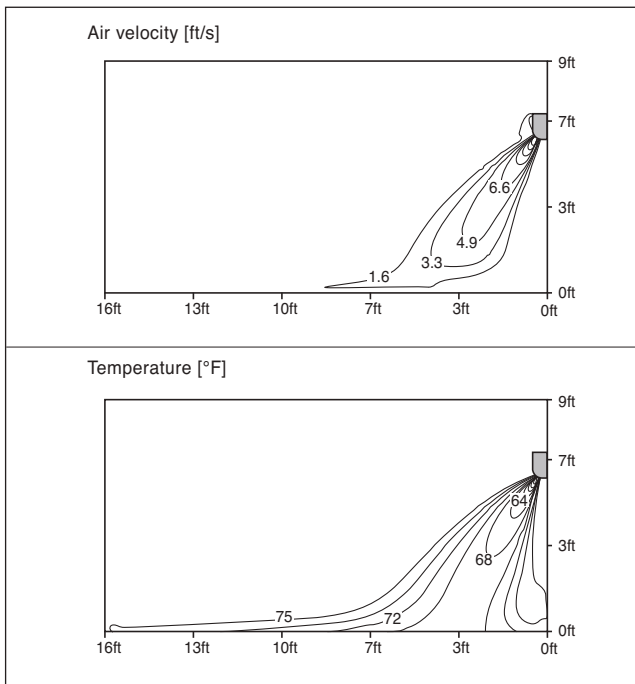 Air velocity [ft/s]
9ft
7ft
6.6
3ft
4.9
3.3
1.6
0ft
16ft 13ft 10ft 7ft 3ft 0ft
Temperature [°F]
9ft
7ft
64
3ft
68
75 72
0ft
16ft 13ft 10ft 7ft 3ft 0ft